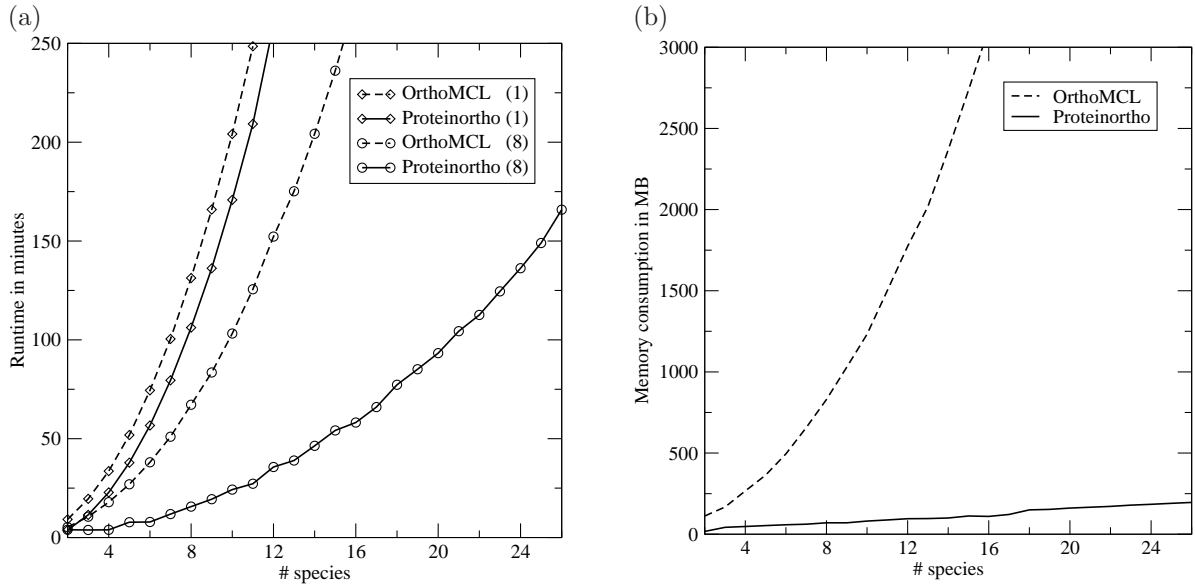 (a)
250
200
150
100
50
0
Runtime in minutes
4 8 12 16 20 24
# species
OrthoMCL (1)
Proteinortho (1)
OrthoMCL (8)
Proteinortho (8)
(b)
3000
2500
2000
1500
1000
500
0
Memory consumption in MB
4 8 12 16 20 24
# species
OrthoMCL
Proteinortho